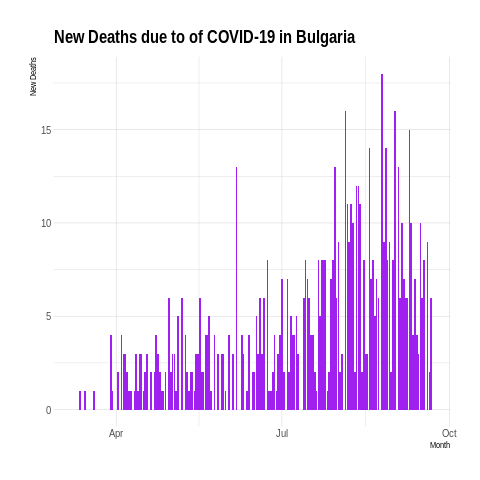 New Deaths due to of COVID-19 in Bulgaria
New Deaths
15
10
5
0
Apr
Jul
Oct
Month